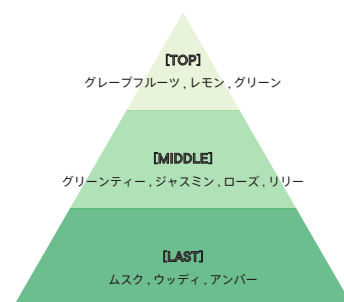 [TOP]
グレープフルーツ , レモン , グリーン
[MIDDLE]
グリーンティー , ジャスミン , ローズ , リリー
[LAST]
ムスク , ウッディ , アンバー